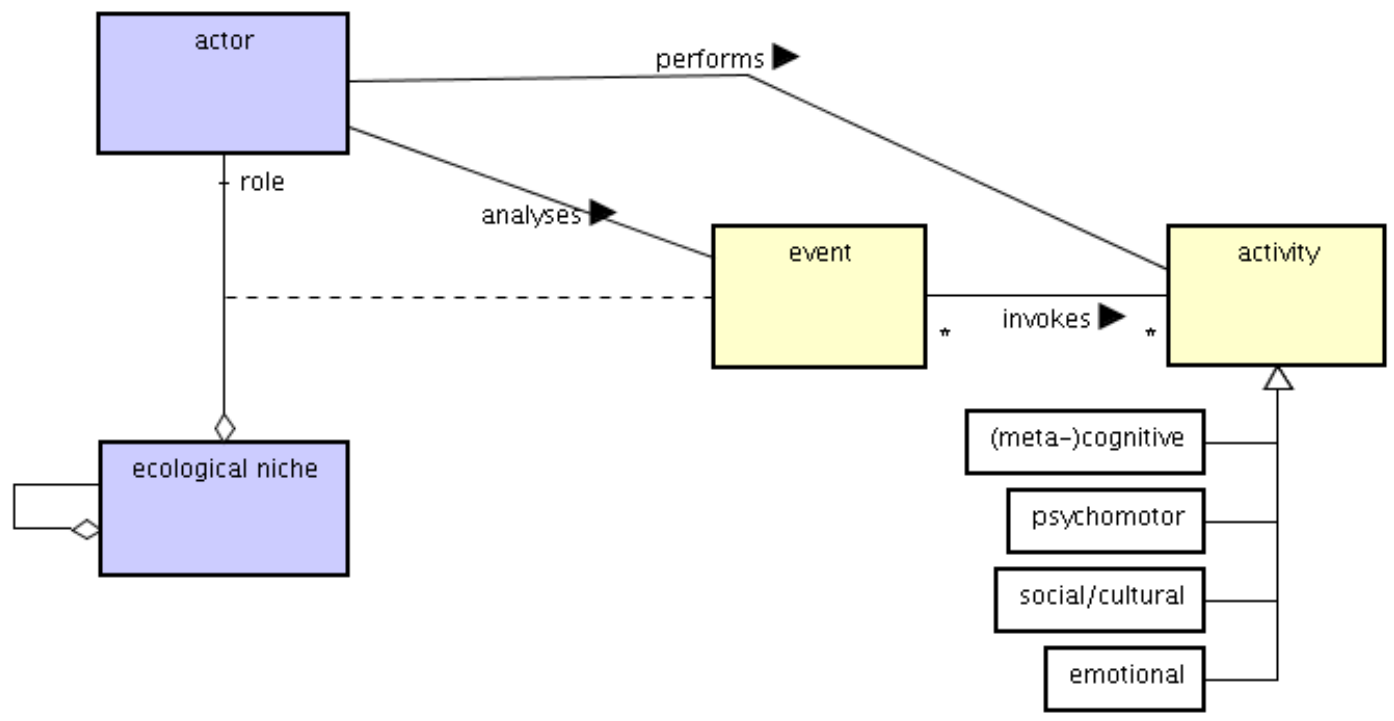 actor
performs ▶
role
analyses ▶
event
activity
invokes ▶
* *
ecological niche
(meta-)cognitive
psychomotor
social/cultural
emotional